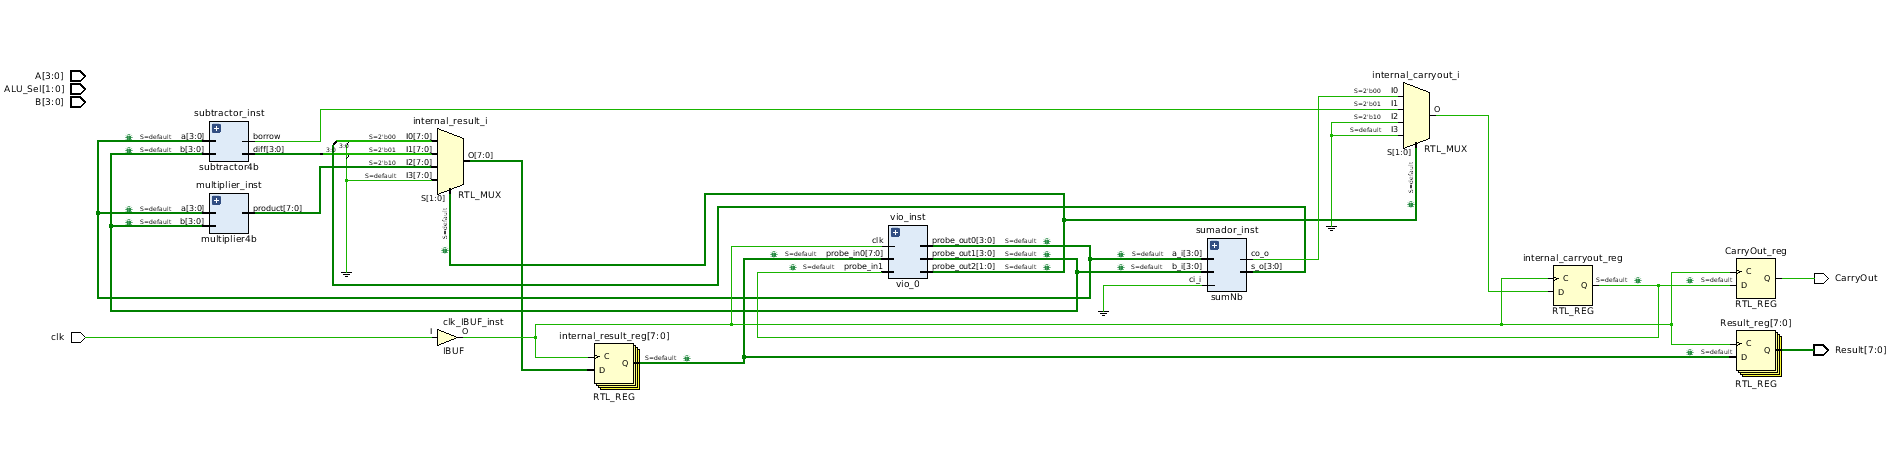 A[3:0]
ALU_Sel[1:0]
B[3:0]
subtractor_inst
S=default a[3:0] borrow
S=default b[3:0] diff[3:0]
subtractor4b
multiplier_inst
S=default a[3:0] product[7:0]
S=default b[3:0]
multiplier4b
internal_result_i
3:0 3:0
S=2'b00 I0[7:0]
S=2'b01 I1[7:0]
S=2'b10 I2[7:0]
S=default I3[7:0]
O[7:0]
S[1:0]
RTL_MUX
S=default
clk
clk_IBUF_inst
I O
IBUF
internal_result_reg[7:0]
C
D
Q
S=default
RTL_REG
vio_inst
clk probe_out0[3:0] S=default
S=default probe_in0[7:0] probe_out1[3:0] S=default
S=default probe_in1 probe_out2[1:0] S=default
vio_0
sumador_inst
S=default a_i[3:0] co_o
S=default b_i[3:0] s_o[3:0]
ci_i
sumNb
internal_carryout_i
S=2'b00 I0
S=2'b01 I1
S=2'b10 I2
S=default I3
O
S[1:0]
RTL_MUX
S=default
internal_carryout_reg
C
D
Q
S=default
RTL_REG
CarryOut_reg
C
S=default D
Q
CarryOut
RTL_REG
Result_reg[7:0]
C
S=default D
Q
Result[7:0]
RTL_REG